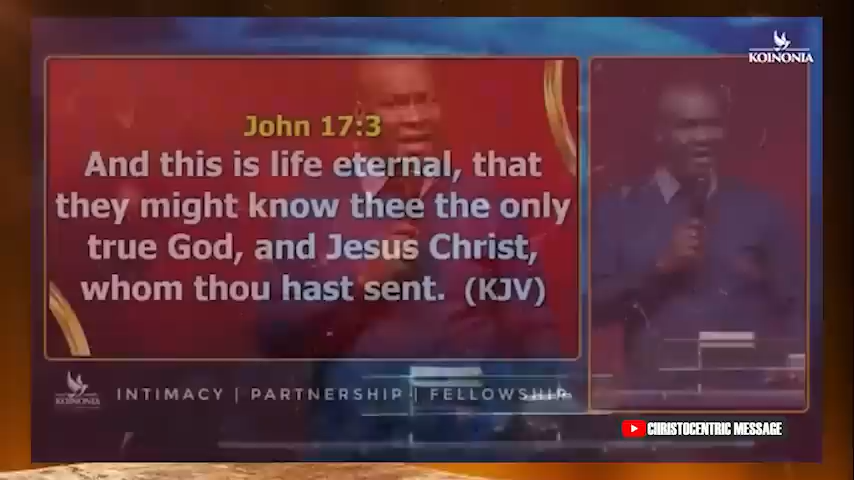 KOINONIA
John 17:3
And this is life eternal, that
they might know thee the only
true God, and Jesus Christ,
whom thou hast sent. (KJV)
KOINONIA
INTIMACY | PARTNERSHIP | FELLOWSHIP
CHRISTOCENTRIC MESSAGE